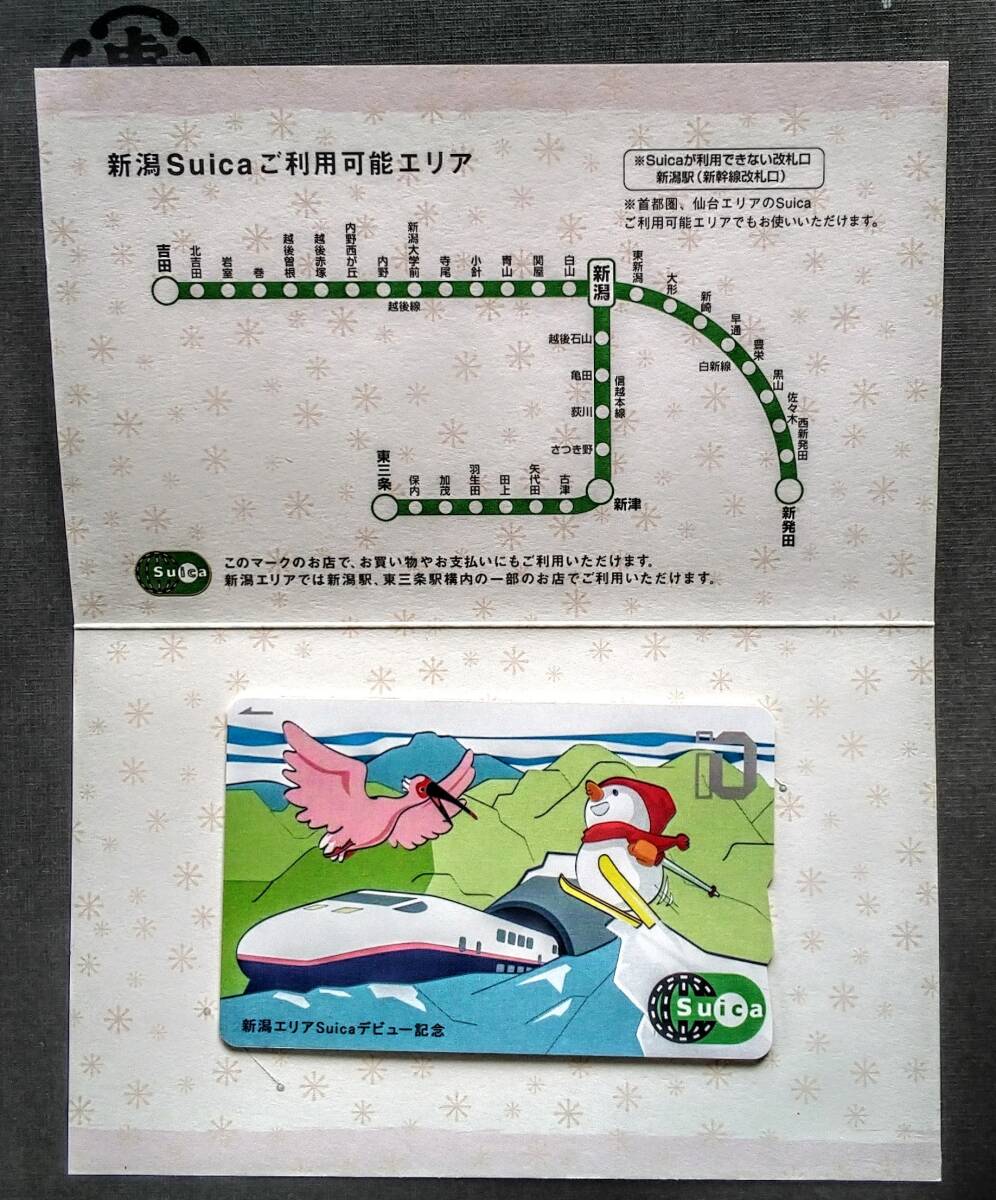 新潟Suicaご利用可能エリア
※Suicaが利用できない改札口
新潟駅(新幹線改札口)
※首都圏、仙台エリアのSuica
ご利用可能エリアでもお使いいただけます。
吉田
北吉田
岩室
巻
越後曽根
越後赤塚
内野西が丘
内野
新潟大学前
寺尾
小針
青山
関屋
白山
新潟
越後線
東新潟
大形
新崎
早通
豊栄
黒山
佐々木
西新発田
新発田
白新線
越後石山
亀田
荻川
さつき野
信越本線
新津
東三条
保内
加茂
羽生田
田上
矢代田
古津
Suica
このマークのお店で、お買い物やお支払いにもご利用いただけます。
新潟エリアでは新潟駅、東三条駅構内の一部のお店でご利用いただけます。
新潟エリアSuicaデビュー記念
Suica